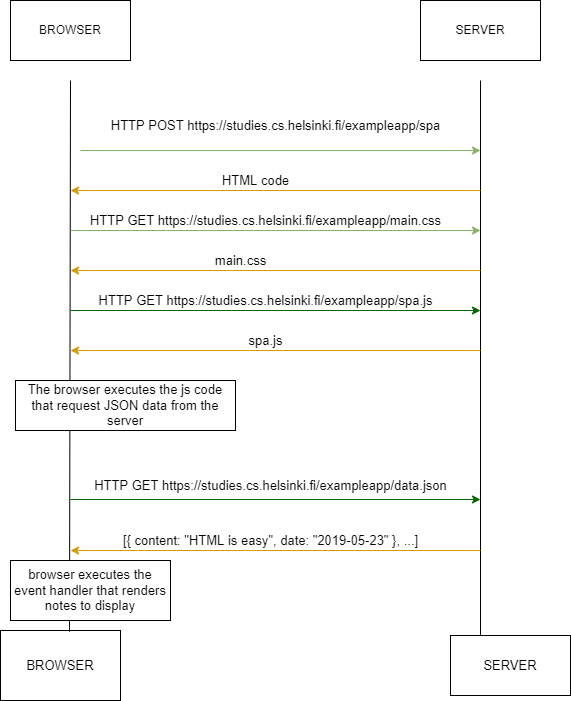 BROWSER
SERVER
HTTP POST https://studies.cs.helsinki.fi/exampleapp/spa
HTML code
HTTP GET https://studies.cs.helsinki.fi/exampleapp/main.css
main.css
HTTP GET https://studies.cs.helsinki.fi/exampleapp/spa.js
spa.js
The browser executes the js code
that request JSON data from the
server
HTTP GET https://studies.cs.helsinki.fi/exampleapp/data.json
[{ content: "HTML is easy", date: "2019-05-23" }, ...]
browser executes the
event handler that renders
notes to display
BROWSER
SERVER